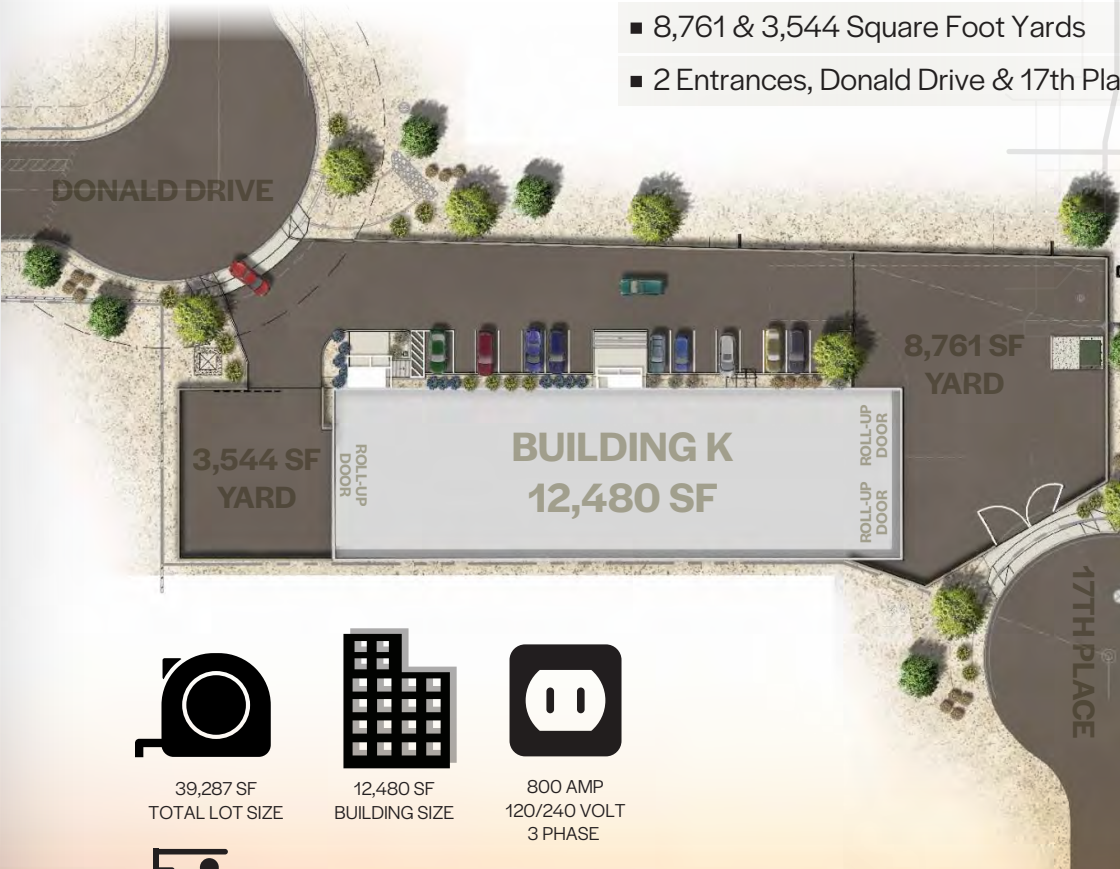 ■ 8,761 & 3,544 Square Foot Yards
■ 2 Entrances, Donald Drive & 17th Pla
DONALD DRIVE
8,761 SF
YARD
3,544 SF
YARD
ROLL-UP
DOOR
BUILDING K
12,480 SF
ROLL-UP
DOOR
ROLL-UP
DOOR
17TH PLACE
39,287 SF
TOTAL LOT SIZE
12,480 SF
BUILDING SIZE
800 AMP
120/240 VOLT
3 PHASE